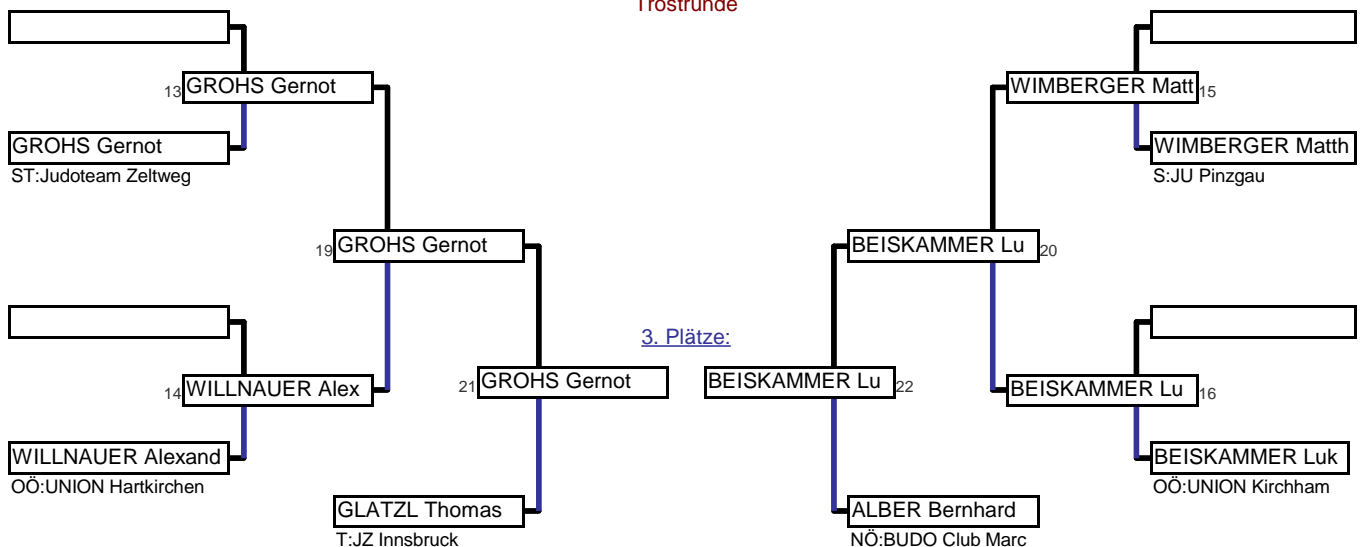 Trostrunde
13 GROHS Gernot
WIMBERGER Matt 15
GROHS Gernot
ST:Judoteam Zeltweg
WIMBERGER Matth
S:JU Pinzgau
19 GROHS Gernot
BEISKAMMER Lu 20
3. Plätze:
14 WILLNAUER Alex
21 GROHS Gernot
BEISKAMMER Lu 22
BEISKAMMER Lu 16
WILLNAUER Alexand
OÖ:UNION Hartkirchen
BEISKAMMER Luk
OÖ:UNION Kirchham
GLATZL Thomas
T:JZ Innsbruck
ALBER Bernhard
NÖ:BUDO Club Marc